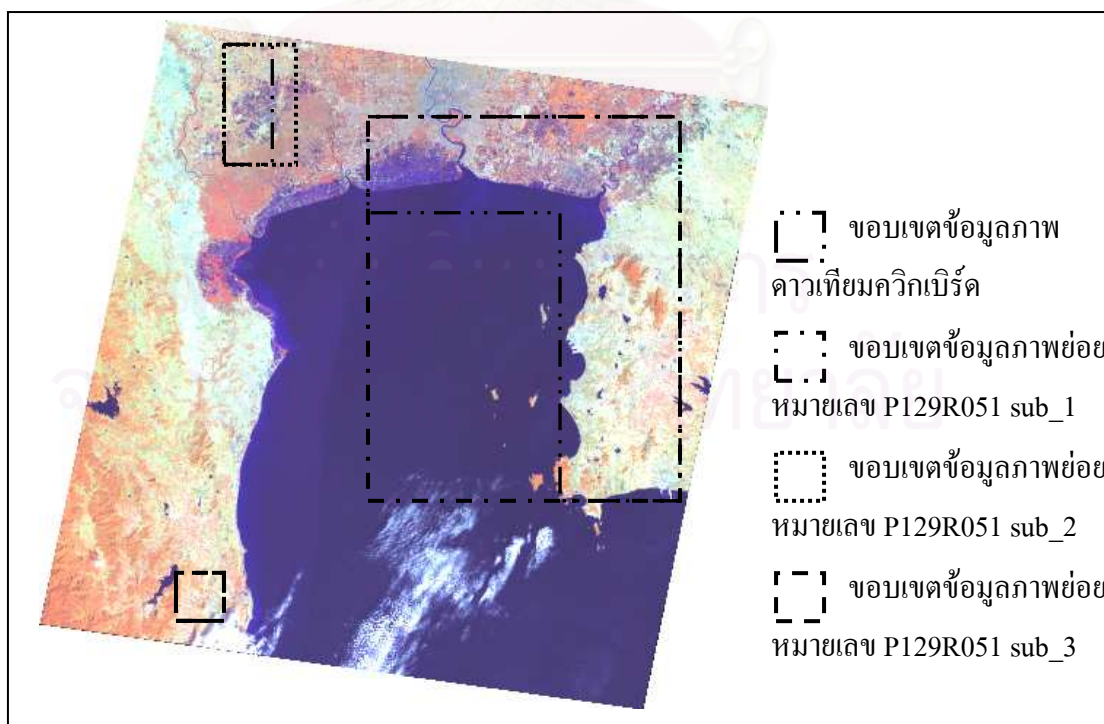 ขอบเขตข้อมูลภาพ
ดาวเทียมควิกเบิร์ด
ขอบเขตข้อมูลภาพย่อย
หมายเลข P129R051 sub_1
ขอบเขตข้อมูลภาพย่อย
หมายเลข P129R051 sub_2
ขอบเขตข้อมูลภาพย่อย
หมายเลข P129R051 sub_3